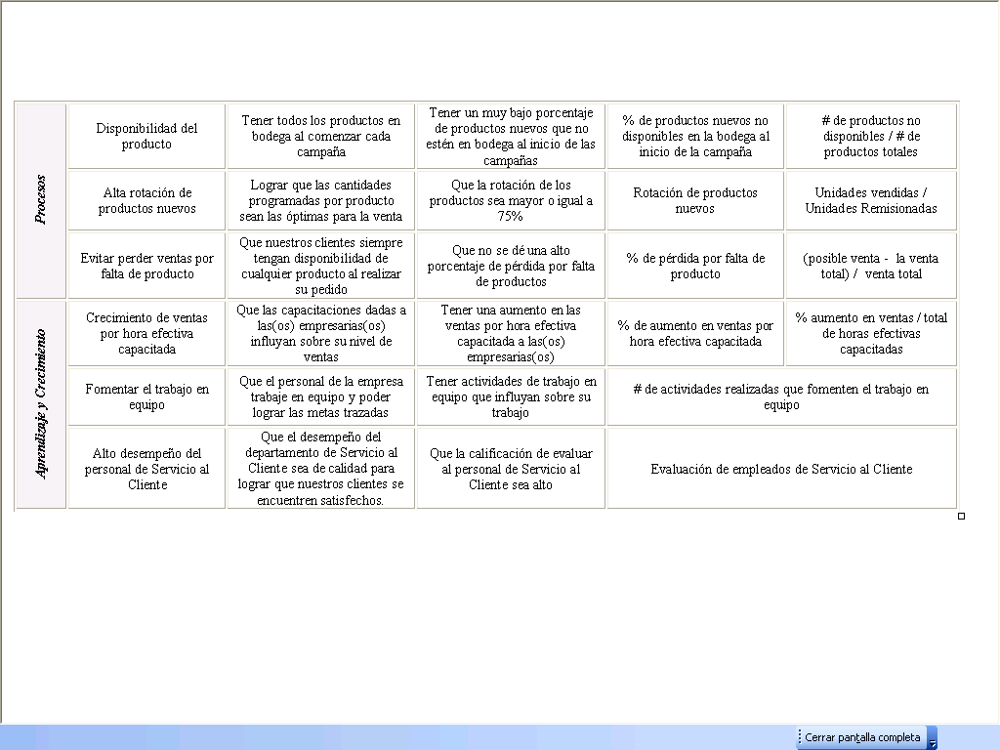 Procesos
Disponibilidad del
producto
Tener todos los productos en
bodega al comenzar cada
campaña
Tener un muy bajo porcentaje
de productos nuevos que no
estén en bodega al inicio de las
campañas
% de productos nuevos no
disponibles en la bodega al
inicio de la campaña
# de productos no
disponibles / # de
productos totales
Alta rotación de
productos nuevos
Lograr que las cantidades
programadas por producto
sean las óptimas para la venta
Que la rotación de los
productos sea mayor o igual a
75%
Rotación de productos
nuevos
Unidades vendidas /
Unidades Remisionadas
Evitar perder ventas por
falta de producto
Que nuestros clientes siempre
tengan disponibilidad de
cualquier producto al realizar
su pedido
Que no se dé una alto
porcentaje de pérdida por falta
de productos
% de pérdida por falta de
producto
(posible venta - la venta
total) / venta total
Aprendizaje y Crecimiento
Crecimiento de ventas
por hora efectiva
capacitada
Que las capacitaciones dadas a
las(os) empresarias(os)
influyan sobre su nivel de
ventas
Tener una aumento en las
ventas por hora efectiva
capacitada a las(os)
empresarias(os)
% de aumento en ventas por
hora efectiva capacitada
% aumento en ventas / total
de horas efectivas
capacitadas
Fomentar el trabajo en
equipo
Que el personal de la empresa
trabaje en equipo y poder
lograr las metas trazadas
Tener actividades de trabajo en
equipo que influyan sobre su
trabajo
# de actividades realizadas que fomenten el trabajo en
equipo
Alto desempeño del
personal de Servicio al
Cliente
Que el desempeño del
departamento de Servicio al
Cliente sea de calidad para
lograr que nuestros clientes se
encuentren satisfechos.
Que la calificación de evaluar
al personal de Servicio al
Cliente sea alto
Evaluación de empleados de Servicio al Cliente
Cerrar pantalla completa